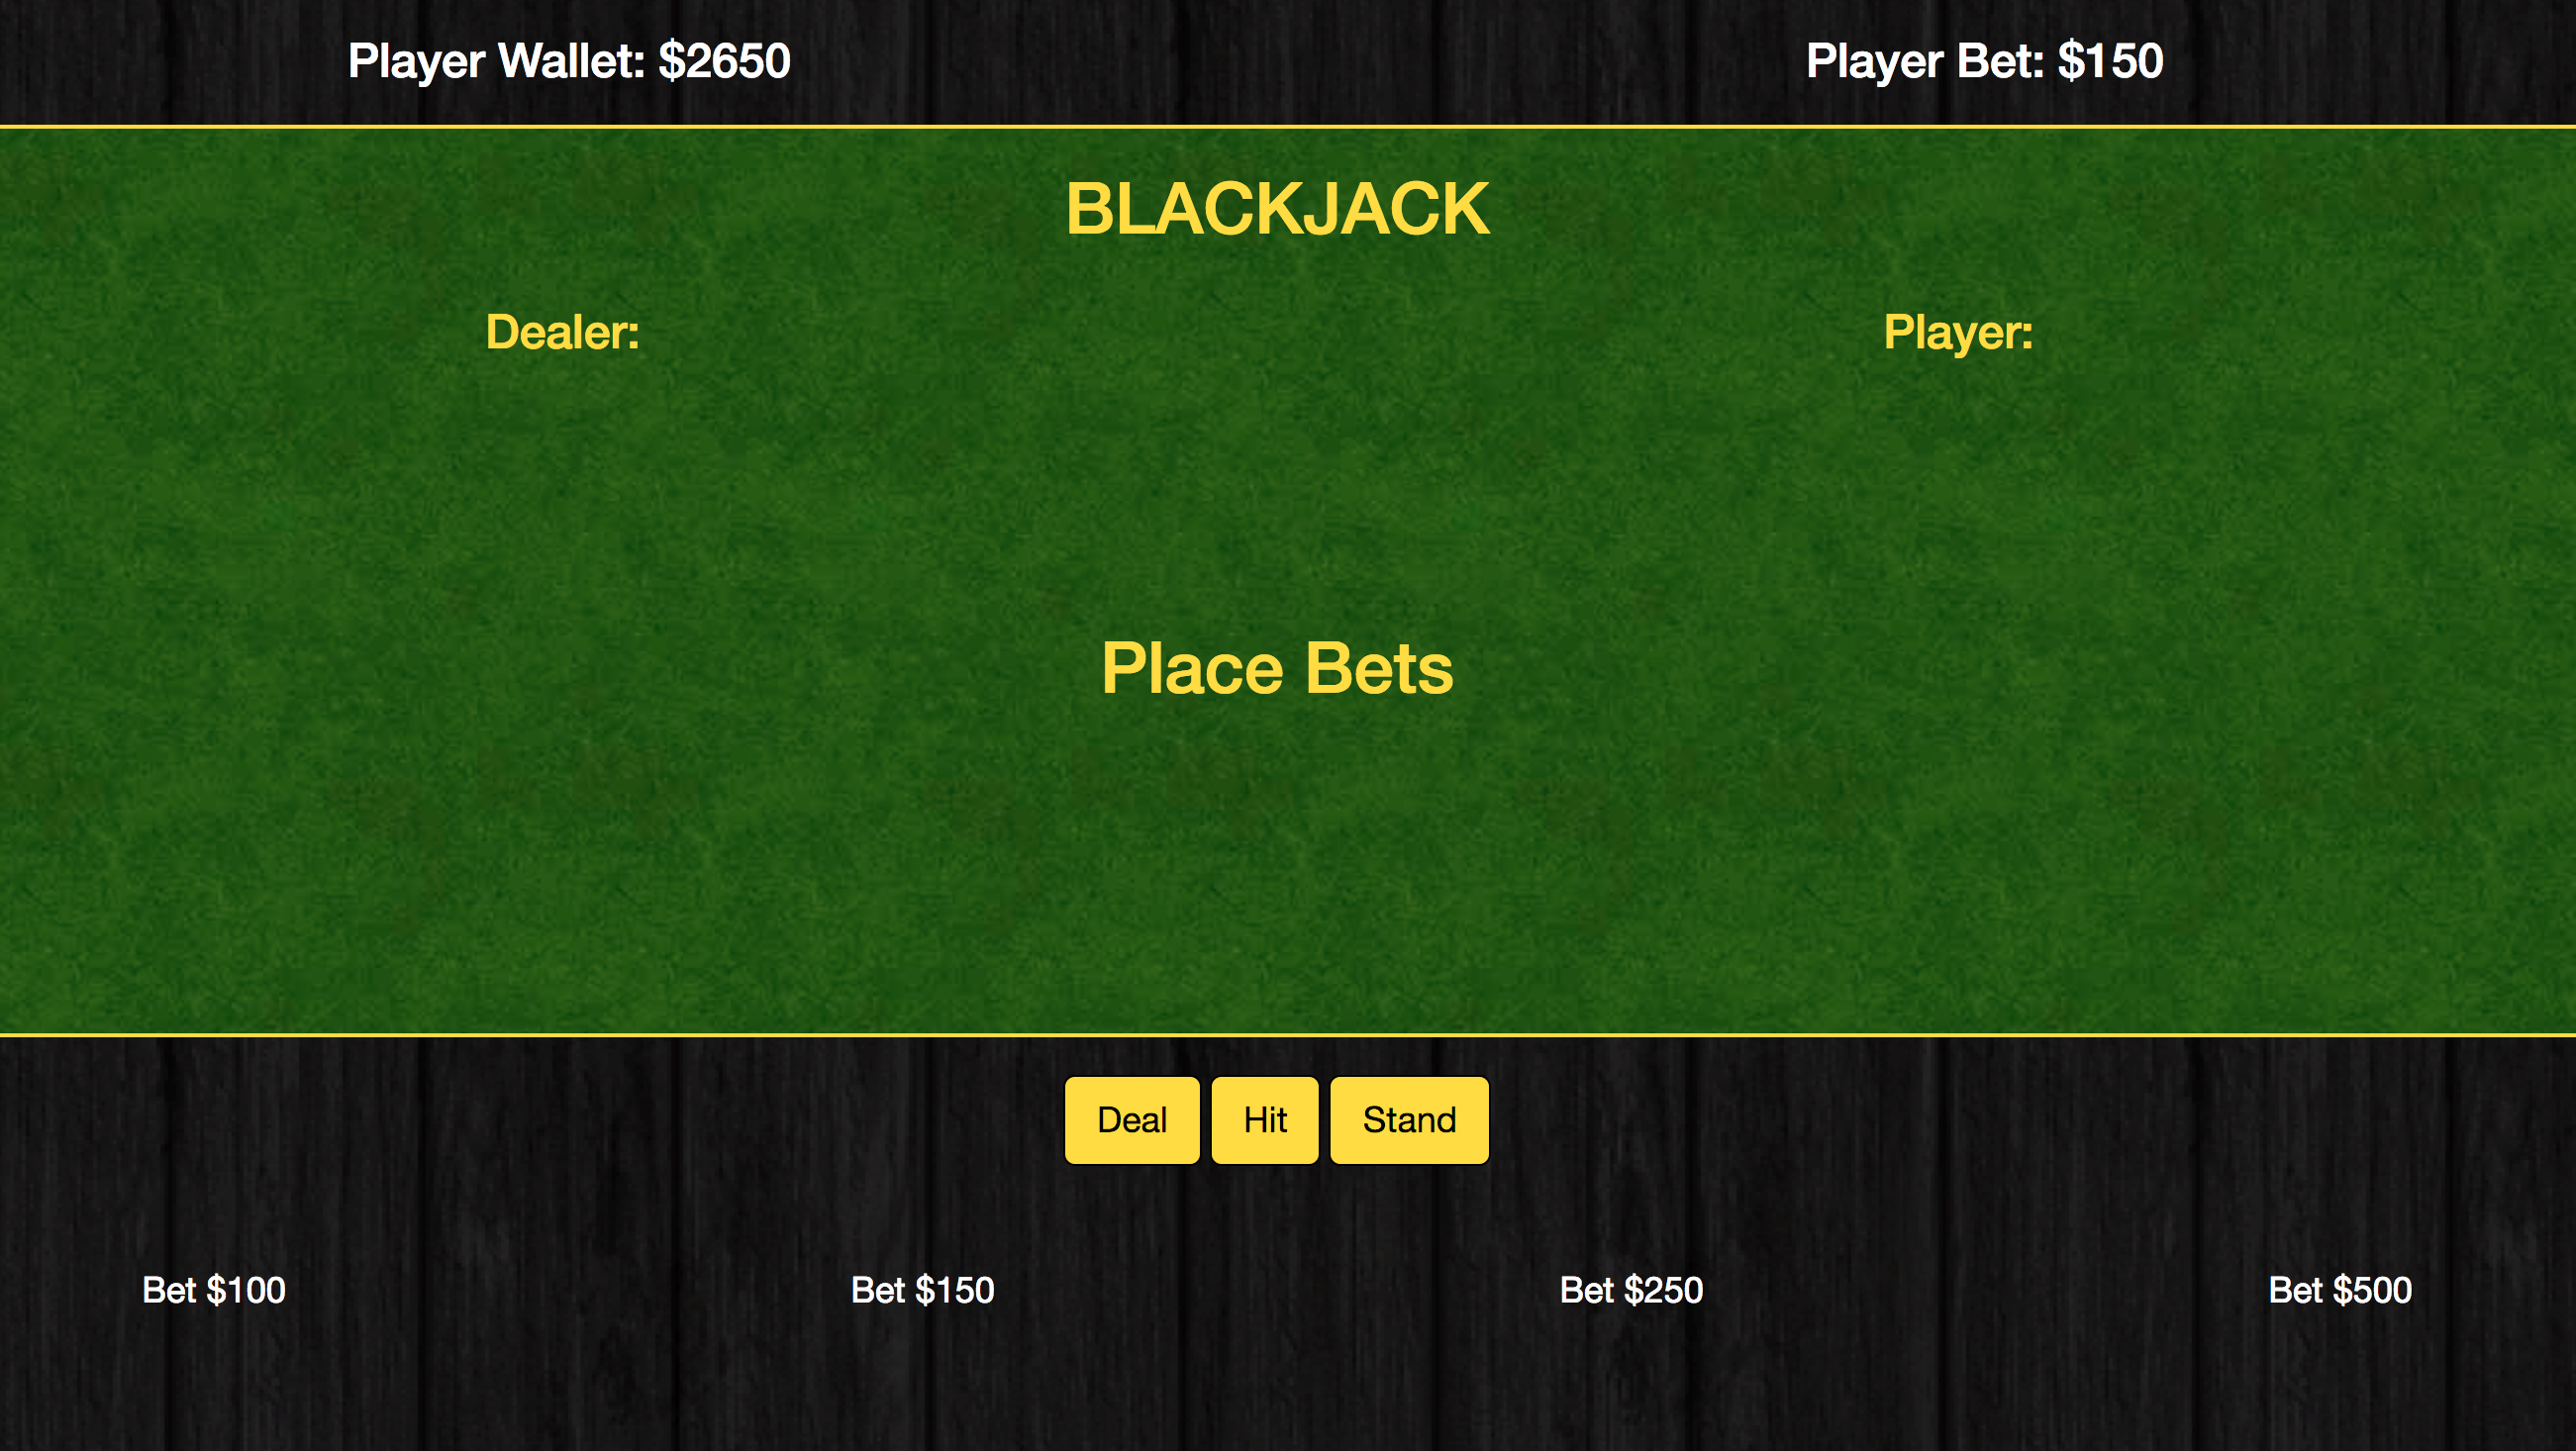 Player Wallet: $2650
Player Bet: $150
BLACKJACK
Dealer:
Player:
Place Bets
Deal
Hit
Stand
Bet $100
Bet $150
Bet $250
Bet $500